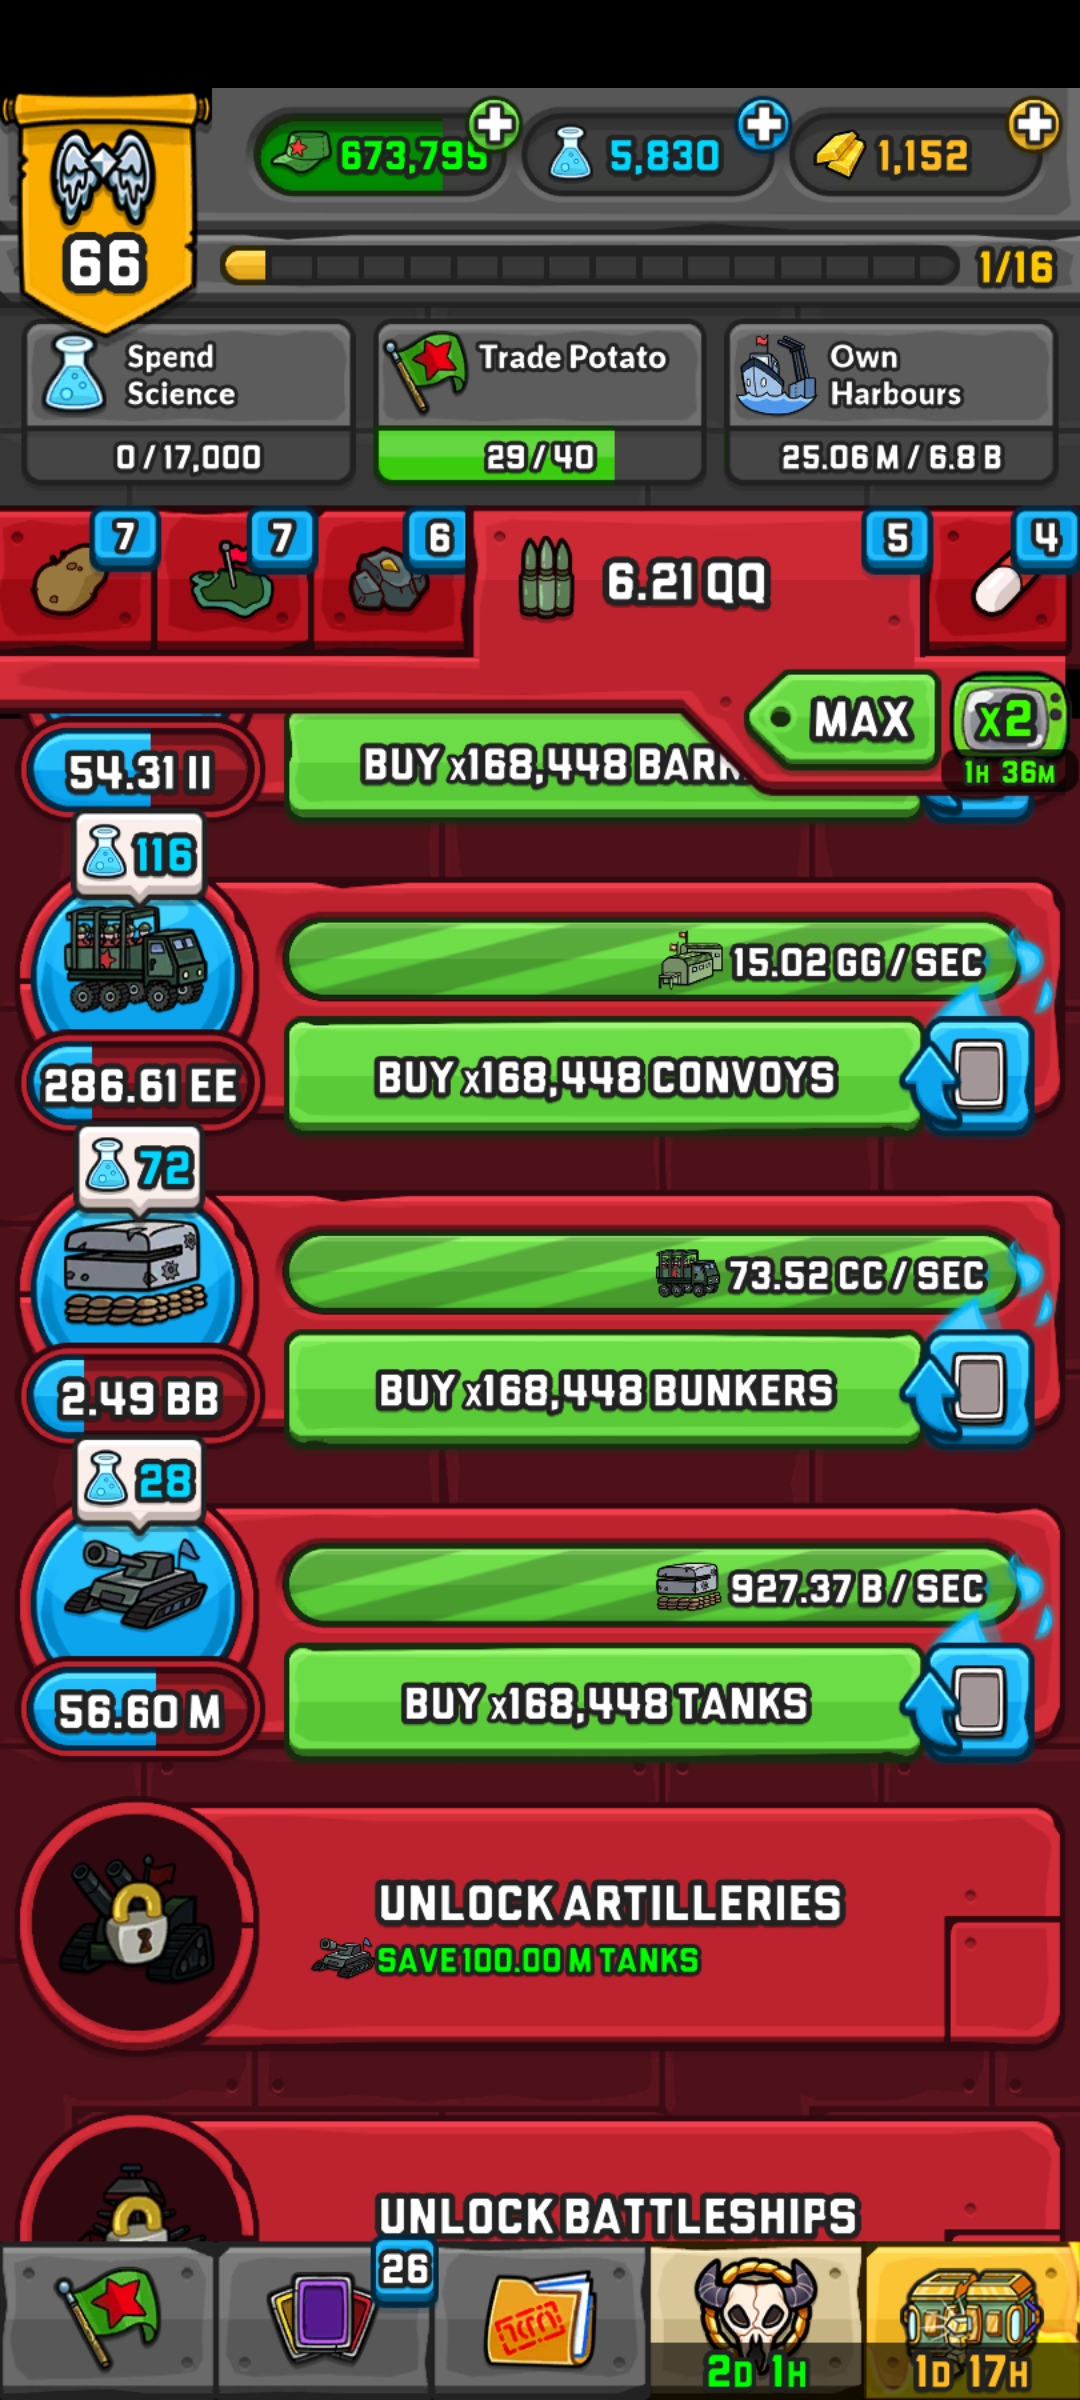 673,795
5,830
1,152
66
1/16
Spend
Science
0/17,000
Trade Potato
29/40
Own
Harbours
25.06 M / 6.8 B
7
7
6
6.21 QQ
5
4
MAX
x2
1H 36M
54.31 II
BUY x168,448 BARR
116
15.02 GG / SEC
286.61 EE
BUY x168,448 CONVOYS
72
73.52 CC / SEC
2.49 BB
BUY x168,448 BUNKERS
28
927.37 B / SEC
56.60 M
BUY x168,448 TANKS
UNLOCK ARTILLERIES
SAVE 100.00 M TANKS
UNLOCK BATTLESHIPS
26
2D 1H
1D 17H